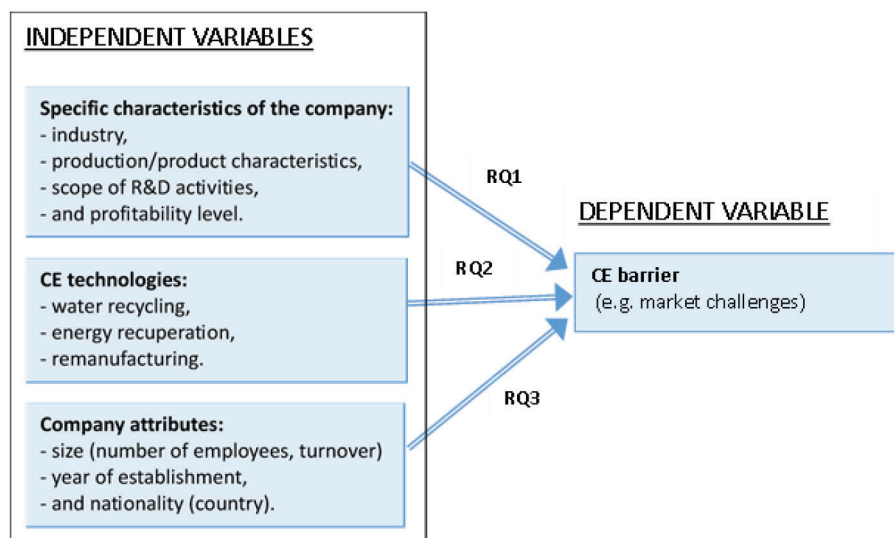 INDEPENDENT VARIABLES
Specific characteristics of the company:
- industry,
- production/product characteristics,
- scope of R&D activities,
- and profitability level.
CE technologies:
- water recycling,
- energy recuperation,
- remanufacturing.
Company attributes:
- size (number of employees, turnover)
- year of establishment,
- and nationality (country).
RQ1
RQ2
RQ3
DEPENDENT VARIABLE
CE barrier
(e.g. market challenges)